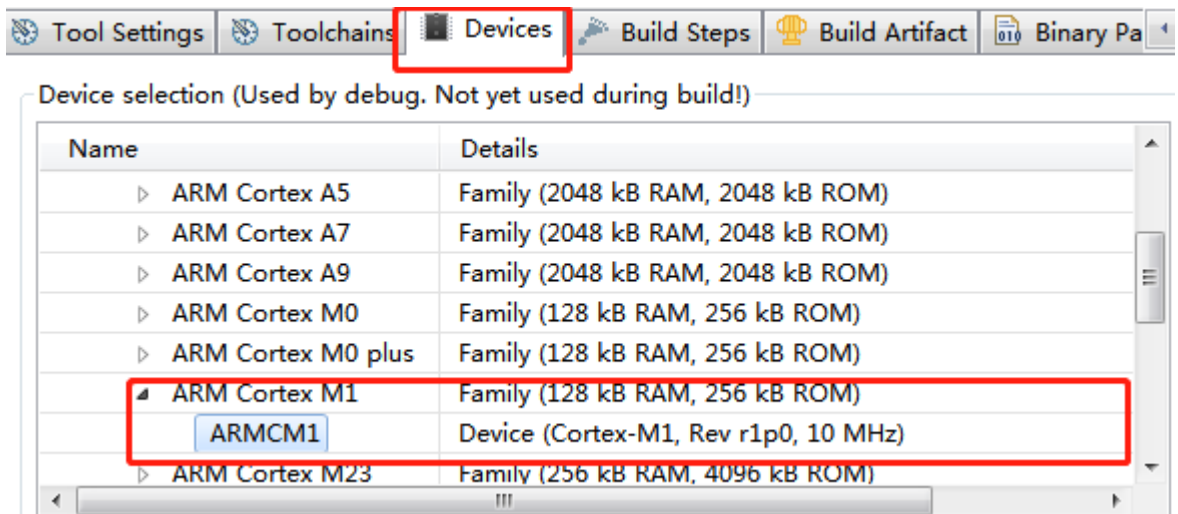 Tool Settings Toolchains Devices Build Steps Build Artifact Binary Pa
Device selection (Used by debug. Not yet used during build!)
Name Details
ARM Cortex A5 Family (2048 kB RAM, 2048 kB ROM)
ARM Cortex A7 Family (2048 kB RAM, 2048 kB ROM)
ARM Cortex A9 Family (2048 kB RAM, 2048 kB ROM)
ARM Cortex M0 Family (128 kB RAM, 256 kB ROM)
ARM Cortex M0 plus Family (128 kB RAM, 256 kB ROM)
ARM Cortex M1 Family (128 kB RAM, 256 kB ROM)
ARMCM1 Device (Cortex-M1, Rev r1p0, 10 MHz)
ARM Cortex M23 Family (256 kB RAM, 4096 kB ROM)